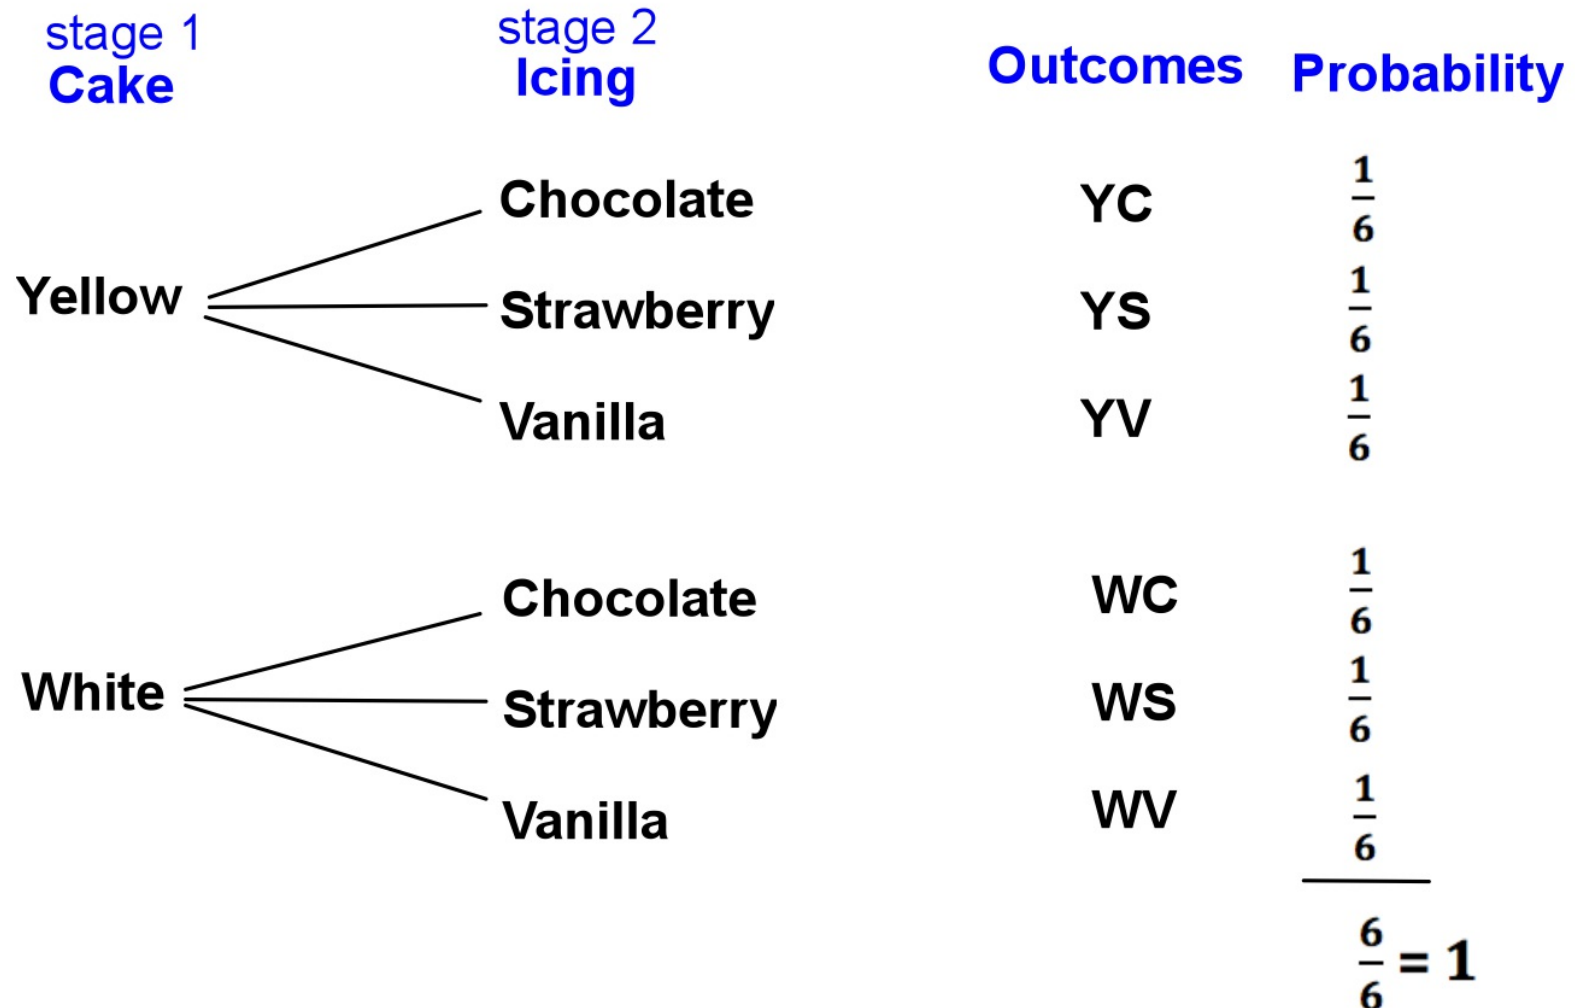 stage 1 stage 2
Cake Icing Outcomes Probability
Chocolate YC 1/6
Yellow Strawberry YS 1/6
Vanilla YV 1/6
Chocolate WC 1/6
White Strawberry WS 1/6
Vanilla WV 1/6
6/6 = 1